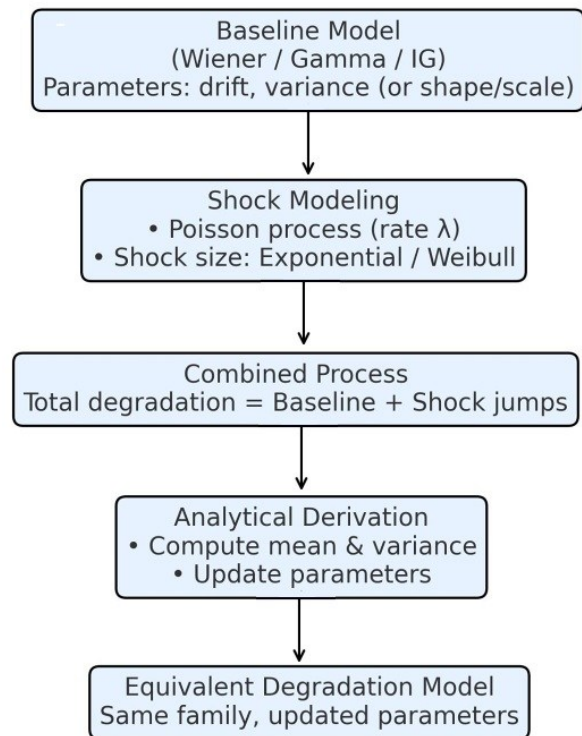 Baseline Model
(Wiener / Gamma / IG)
Parameters: drift, variance (or shape/scale)
Shock Modeling
• Poisson process (rate λ)
• Shock size: Exponential / Weibull
Combined Process
Total degradation = Baseline + Shock jumps
Analytical Derivation
• Compute mean & variance
• Update parameters
Equivalent Degradation Model
Same family, updated parameters